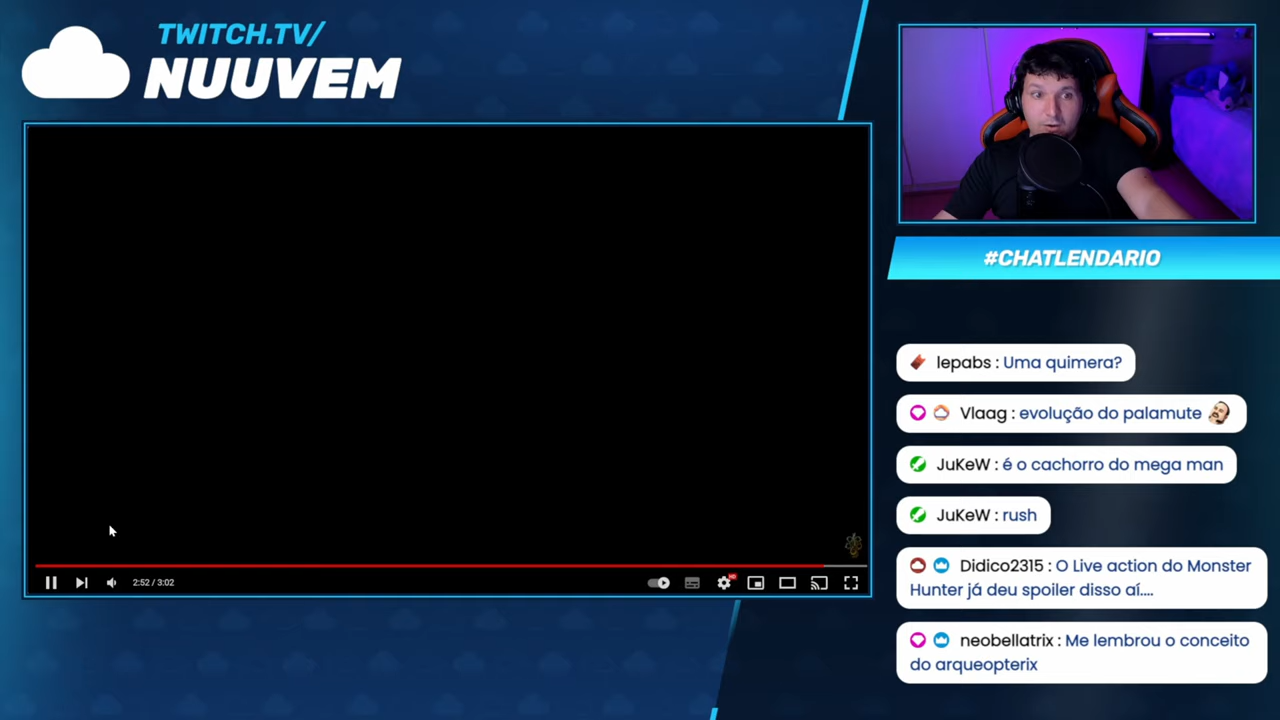 TWITCH.TV/
NUUVEM
#CHATLENDARIO
lepabs : Uma quimera?
Vlaag : evolução do palamute
JuKeW : é o cachorro do mega man
JuKeW : rush
Didico2315 : O Live action do Monster
Hunter já deu spoiler disso aí....
neobellatrix : Me lembrou o conceito
do arqueopterix
2:52 / 3:02
HD